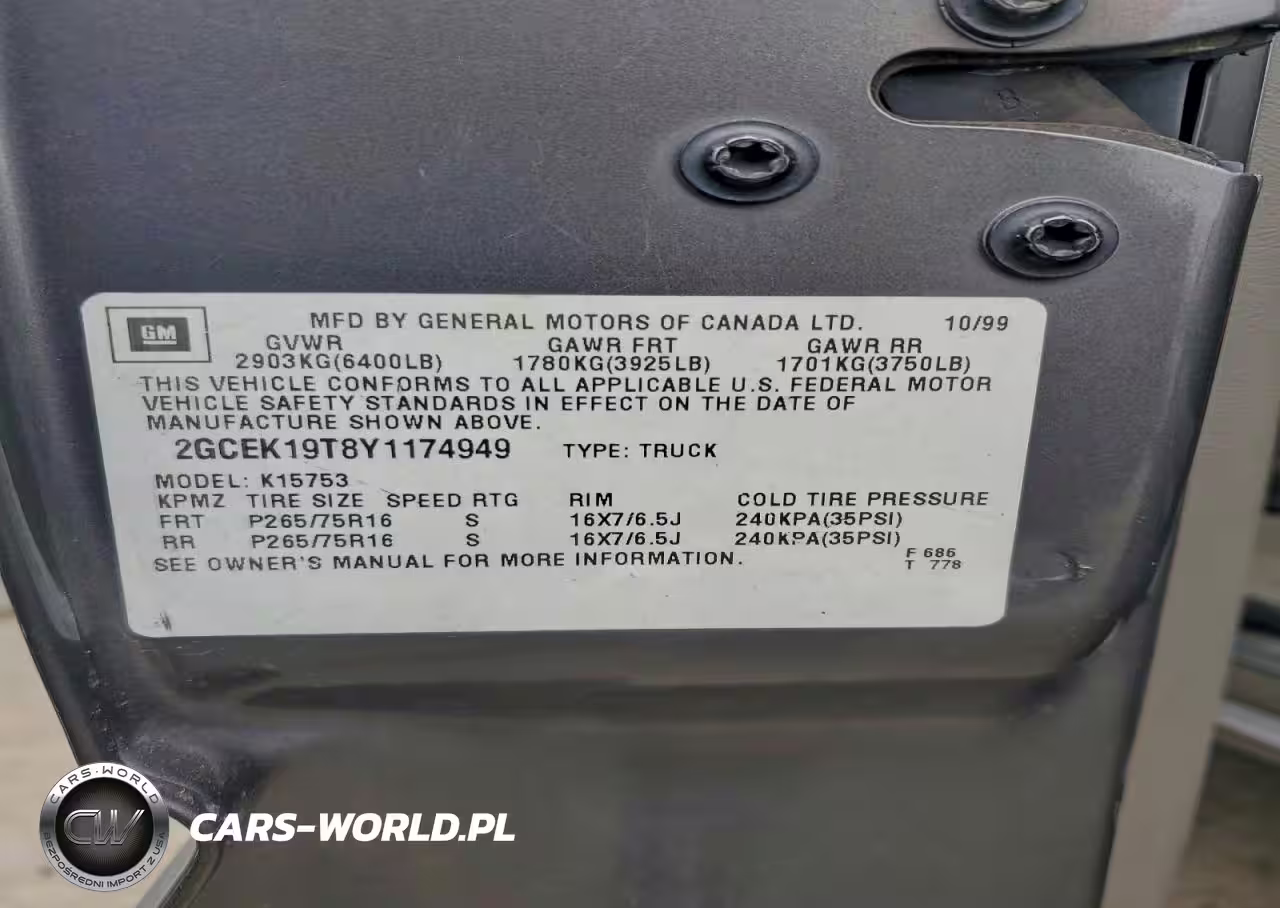 B
GM
MFD BY GENERAL MOTORS OF CANADA LTD. 10/99
GVWR GAWR FRT GAWR RR
2903KG(6400LB) 1780KG(3925LB) 1701KG(3750LB)
THIS VEHICLE CONFORMS TO ALL APPLICABLE U.S. FEDERAL MOTOR
VEHICLE SAFETY STANDARDS IN EFFECT ON THE DATE OF
MANUFACTURE SHOWN ABOVE.
2GCEK19T8Y1174949 TYPE: TRUCK
MODEL: K15753
KPMZ TIRE SIZE SPEED RTG RIM COLD TIRE PRESSURE
FRT P265/75R16 S 16X7/6.5J 240KPA(35PSI)
RR P265/75R16 S 16X7/6.5J 240KPA(35PSI)
SEE OWNER'S MANUAL FOR MORE INFORMATION. F 686
T 778
CARS-WORLD
CW
BEZPOŚREDNI IMPORT Z USA
CARS-WORLD.PL